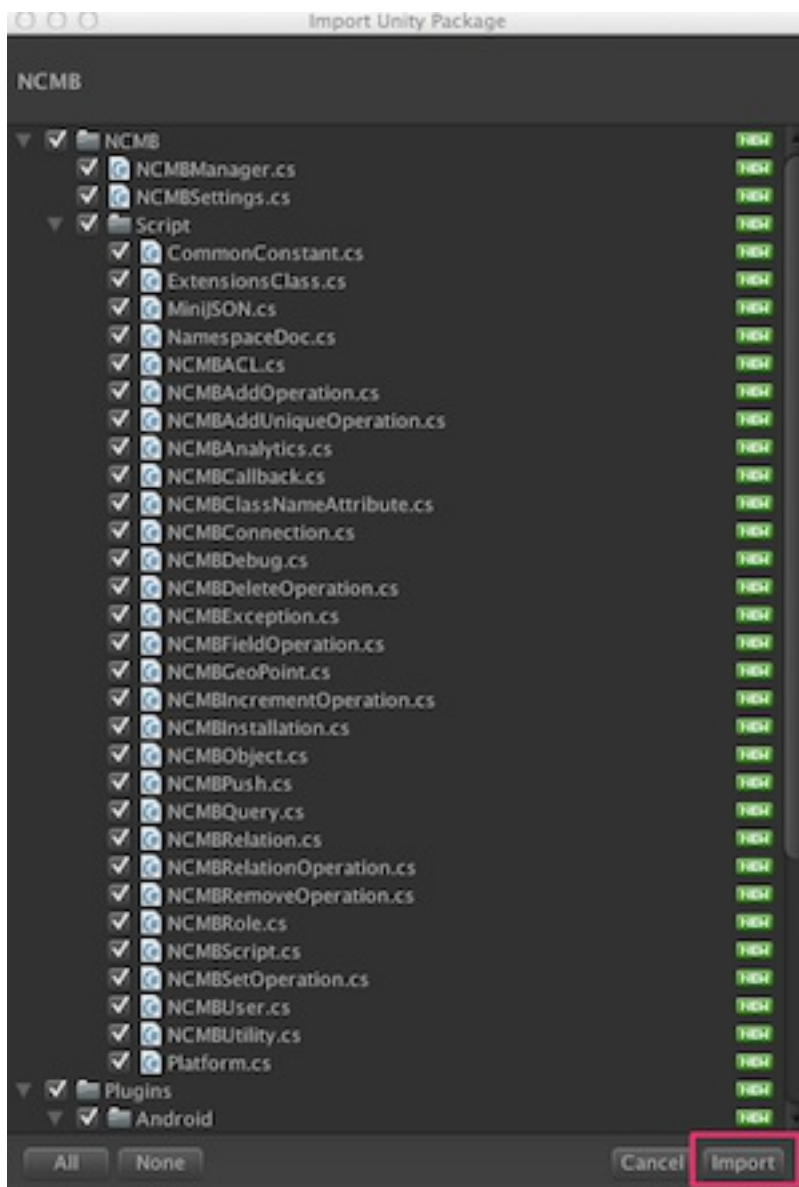 Import Unity Package
NCMB
NCMB NEW
NCMBManager.cs NEW
NCMBSettings.cs NEW
Script NEW
CommonConstant.cs NEW
ExtensionsClass.cs NEW
MiniJSON.cs NEW
NamespaceDoc.cs NEW
NCMBACL.cs NEW
NCMBAddOperation.cs NEW
NCMBAddUniqueOperation.cs NEW
NCMBAnalytics.cs NEW
NCMBCallback.cs NEW
NCMBClassNameAttribute.cs NEW
NCMBConnection.cs NEW
NCMBDebug.cs NEW
NCMBDeleteOperation.cs NEW
NCMBException.cs NEW
NCMBFieldOperation.cs NEW
NCMBGeoPoint.cs NEW
NCMBIncrementOperation.cs NEW
NCMBInstallation.cs NEW
NCMBObject.cs NEW
NCMBPush.cs NEW
NCMBQuery.cs NEW
NCMBRelation.cs NEW
NCMBRelationOperation.cs NEW
NCMBRemoveOperation.cs NEW
NCMBRole.cs NEW
NCMBScript.cs NEW
NCMBSetOperation.cs NEW
NCMBUser.cs NEW
NCMBUtility.cs NEW
Platform.cs NEW
Plugins NEW
Android NEW
All None Cancel Import